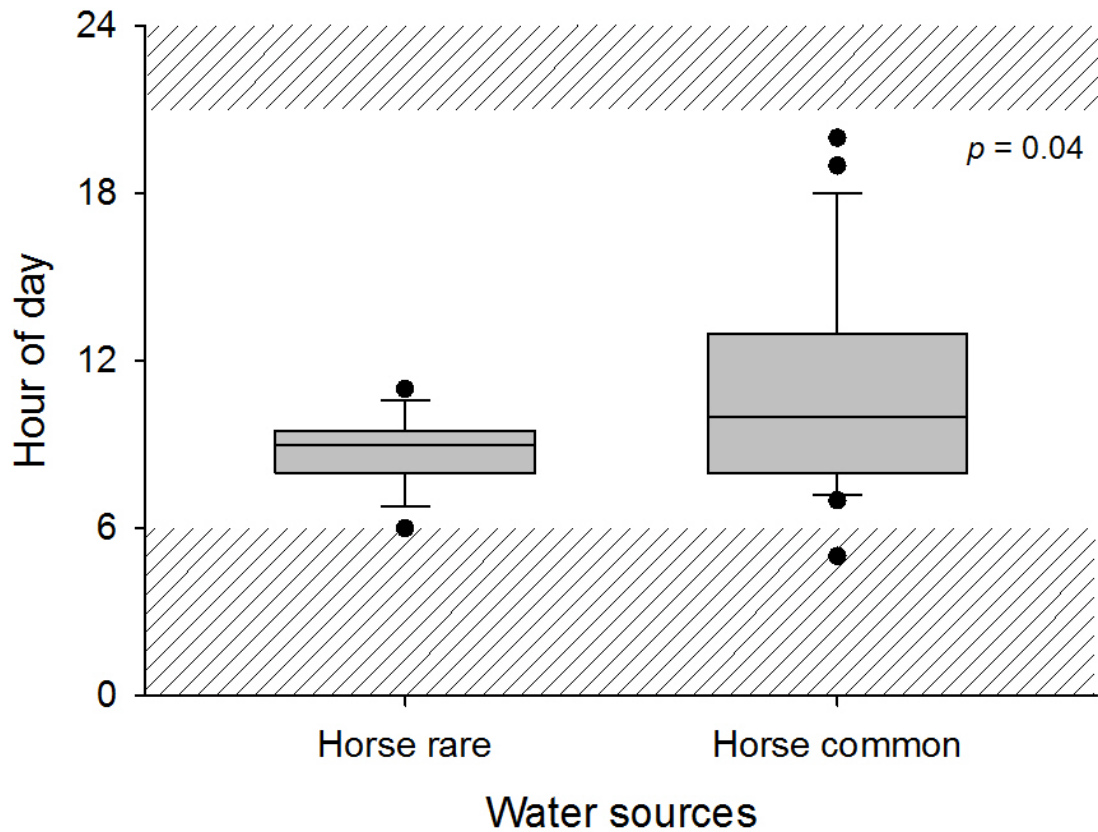 24
p = 0.04
18
Hour of day
12
6
0
Horse rare
Horse common
Water sources